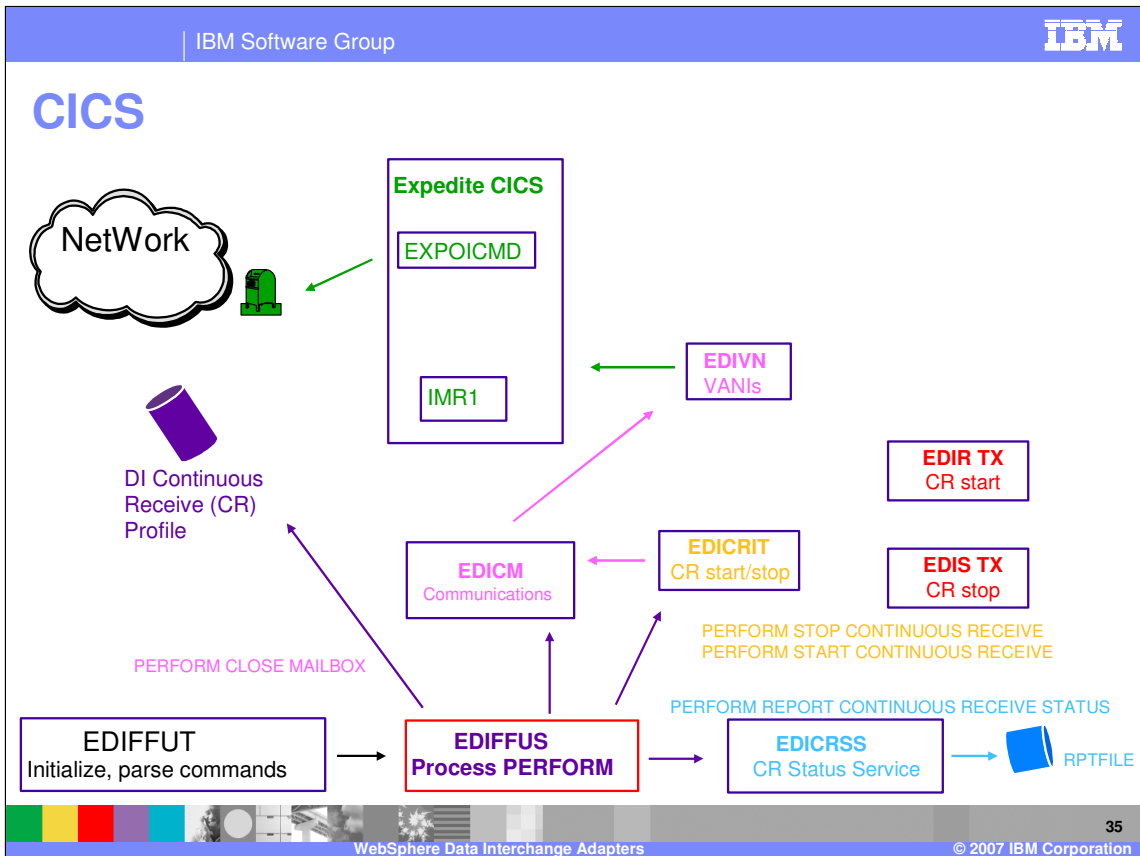 IBM Software Group
IBM
CICS
Expedite CICS
NetWork
EXPOICMD
EDIVN
VANIs
IMR1
DI Continuous
Receive (CR)
Profile
EDIR TX
CR start
EDICM
Communications
EDICRIT
CR start/stop
EDIS TX
CR stop
PERFORM STOP CONTINUOUS RECEIVE
PERFORM START CONTINUOUS RECEIVE
PERFORM CLOSE MAILBOX
PERFORM REPORT CONTINUOUS RECEIVE STATUS
EDIFFUT
Initialize, parse commands
EDIFFUS
Process PERFORM
EDICRSS
CR Status Service
RPTFILE
35
WebSphere Data Interchange Adapters
© 2007 IBM Corporation